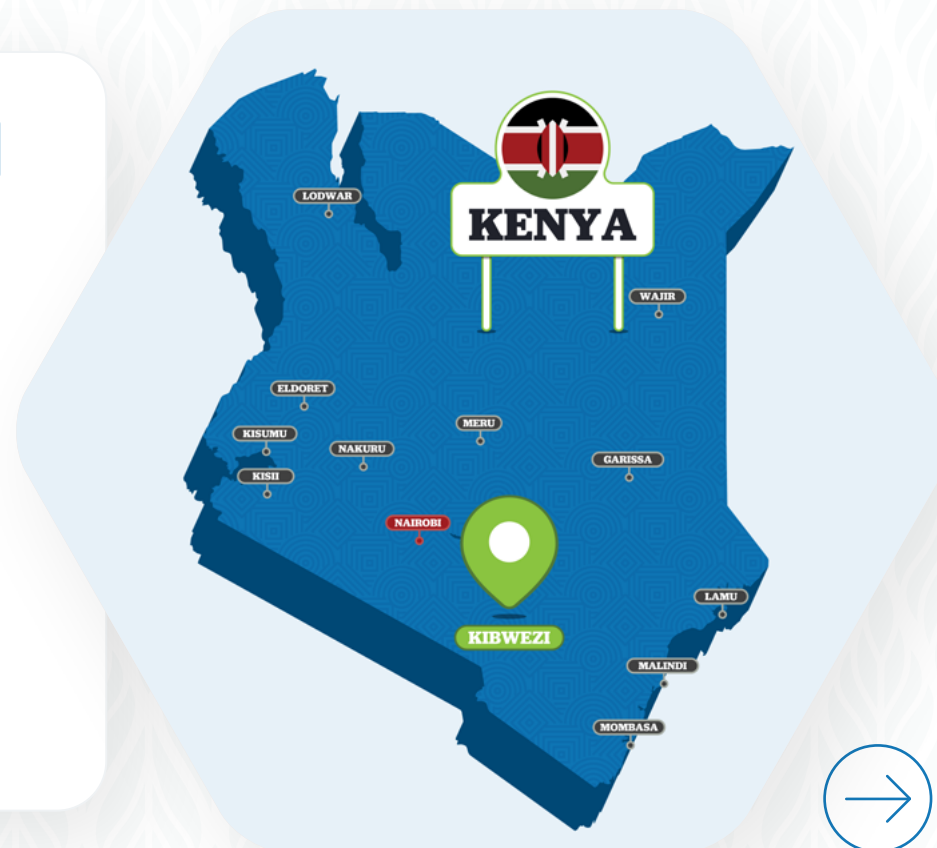 LODWAR
KENYA
WAJIR
ELDORET
MERU
KISUMU
NAKURU
GARISSA
KISII
NAIROBI
LAMU
KIBWEZI
MALINDI
MOMBASA